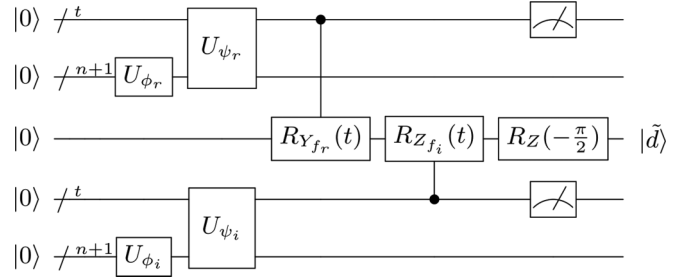 |0⟩ t U_{ψ_r}
|0⟩ n+1 U_{ϕ_r}
|0⟩ R_{Y_{f_r}}(t) R_{Z_{f_i}}(t) R_Z(−π/2) |d̃⟩
|0⟩ t U_{ψ_i}
|0⟩ n+1 U_{ϕ_i}